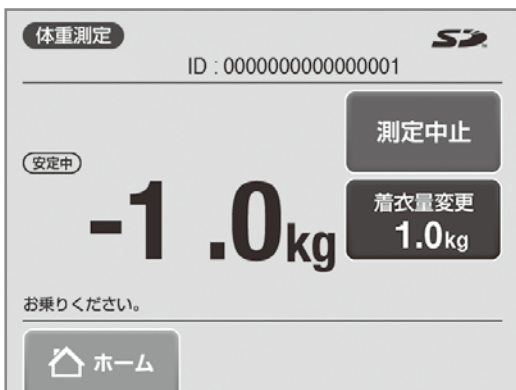 体重測定
SD
ID : 0000000000000001
測定中止
安定中
-1.0kg
着衣量変更
1.0kg
お乗りください。
ホーム